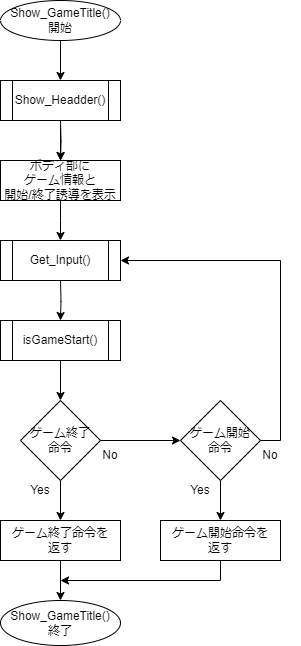 Show_GameTitle()
開始
Show_Headder()
ボディ部に
ゲーム情報と
開始/終了誘導を表示
Get_Input()
isGameStart()
ゲーム終了
命令
ゲーム開始
命令
No
No
Yes
Yes
ゲーム終了命令を
返す
ゲーム開始命令を
返す
Show_GameTitle()
終了